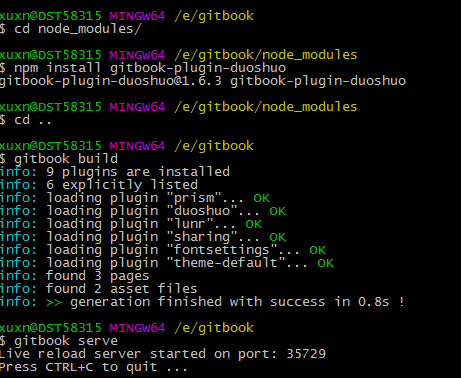 xuxn@DST58315 MINGW64 /e/gitbook
$ cd node_modules/
xuxn@DST58315 MINGW64 /e/gitbook/node_modules
$ npm install gitbook-plugin-duoshuo
gitbook-plugin-duoshuo@1.6.3 gitbook-plugin-duoshuo
xuxn@DST58315 MINGW64 /e/gitbook/node_modules
$ cd ..
xuxn@DST58315 MINGW64 /e/gitbook
$ gitbook build
info: 9 plugins are installed
info: 6 explicitly listed
info: loading plugin "prism"... OK
info: loading plugin "duoshuo"... OK
info: loading plugin "lunr"... OK
info: loading plugin "sharing"... OK
info: loading plugin "fontsettings"... OK
info: loading plugin "theme-default"... OK
info: found 3 pages
info: found 2 asset files
info: >> generation finished with success in 0.8s !
xuxn@DST58315 MINGW64 /e/gitbook
$ gitbook serve
Live reload server started on port: 35729
Press CTRL+C to quit ...